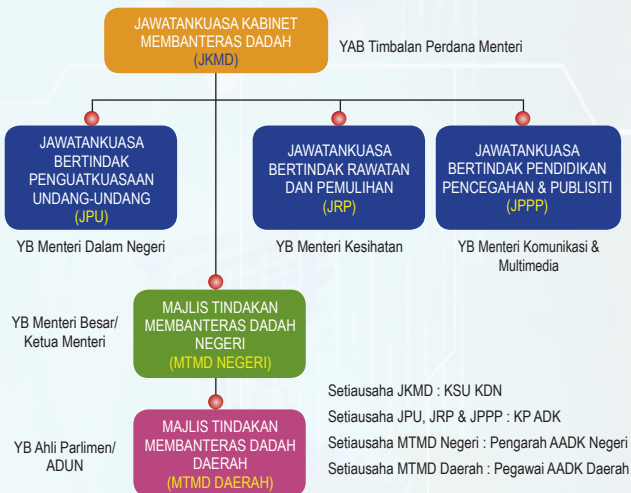 JAWATANKUASA KABINET
MEMBANTERAS DADAH
(JKMD)
YAB Timbalan Perdana Menteri
JAWATANKUASA
BERTINDAK
PENGUATKUASAAN
UNDANG-UNDANG
(JPU)
YB Menteri Dalam Negeri
JAWATANKUASA
BERTINDAK RAWATAN
DAN PEMULIHAN
(JRP)
YB Menteri Kesihatan
JAWATANKUASA
BERTINDAK PENDIDIKAN
PENCEGAHAN & PUBLISITI
(JPPP)
YB Menteri Komunikasi &
Multimedia
YB Menteri Besar/
Ketua Menteri
MAJLIS TINDAKAN
MEMBANTERAS DADAH
NEGERI
(MTMD NEGERI)
YB Ahli Parlimen/
ADUN
MAJLIS TINDAKAN
MEMBANTERAS DADAH
DAERAH
(MTMD DAERAH)
Setiausaha JKMD : KSU KDN
Setiausaha JPU, JRP & JPPP : KP ADK
Setiausaha MTMD Negeri : Pengarah AADK Negeri
Setiausaha MTMD Daerah : Pegawai AADK Daerah